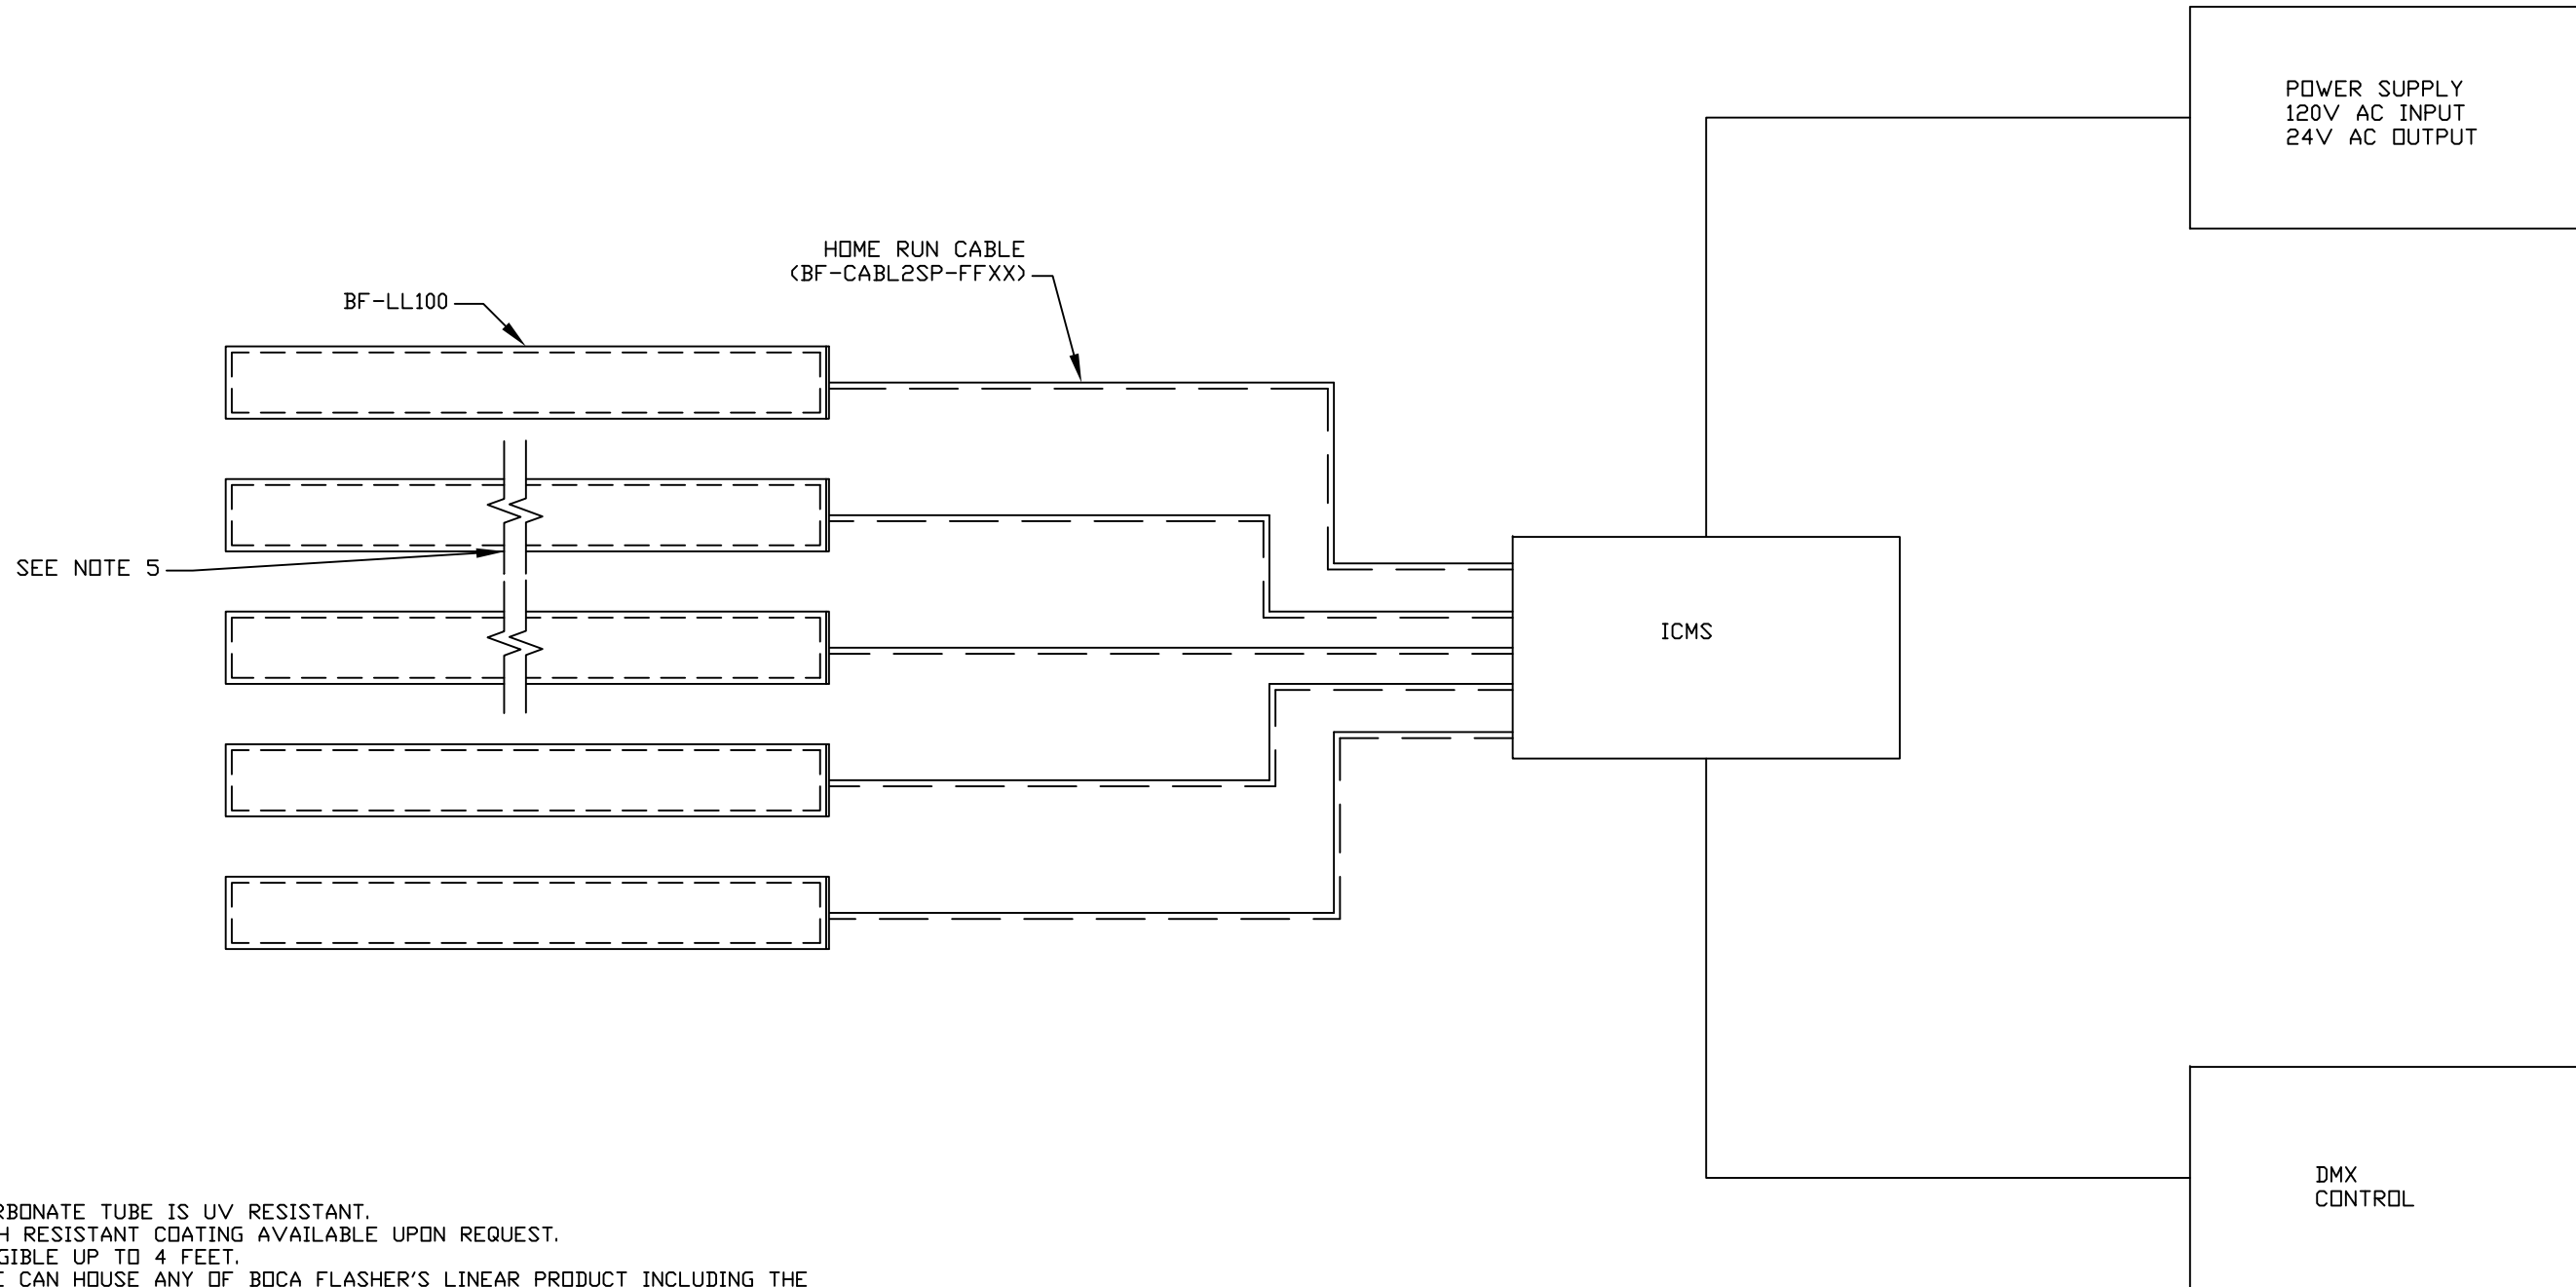 POWER SUPPLY
120V AC INPUT
24V AC OUTPUT
HOME RUN CABLE
(BF-CABL2SP-FFXX)
BF-LL100
SEE NOTE 5
ICMS
DMX
CONTROL
RBONATE TUBE IS UV RESISTANT.
H RESISTANT COATING AVAILABLE UPON REQUEST.
GIBLE UP TO 4 FEET.
E CAN HOUSE ANY OF BOCA FLASHER'S LINEAR PRODUCT INCLUDING THE